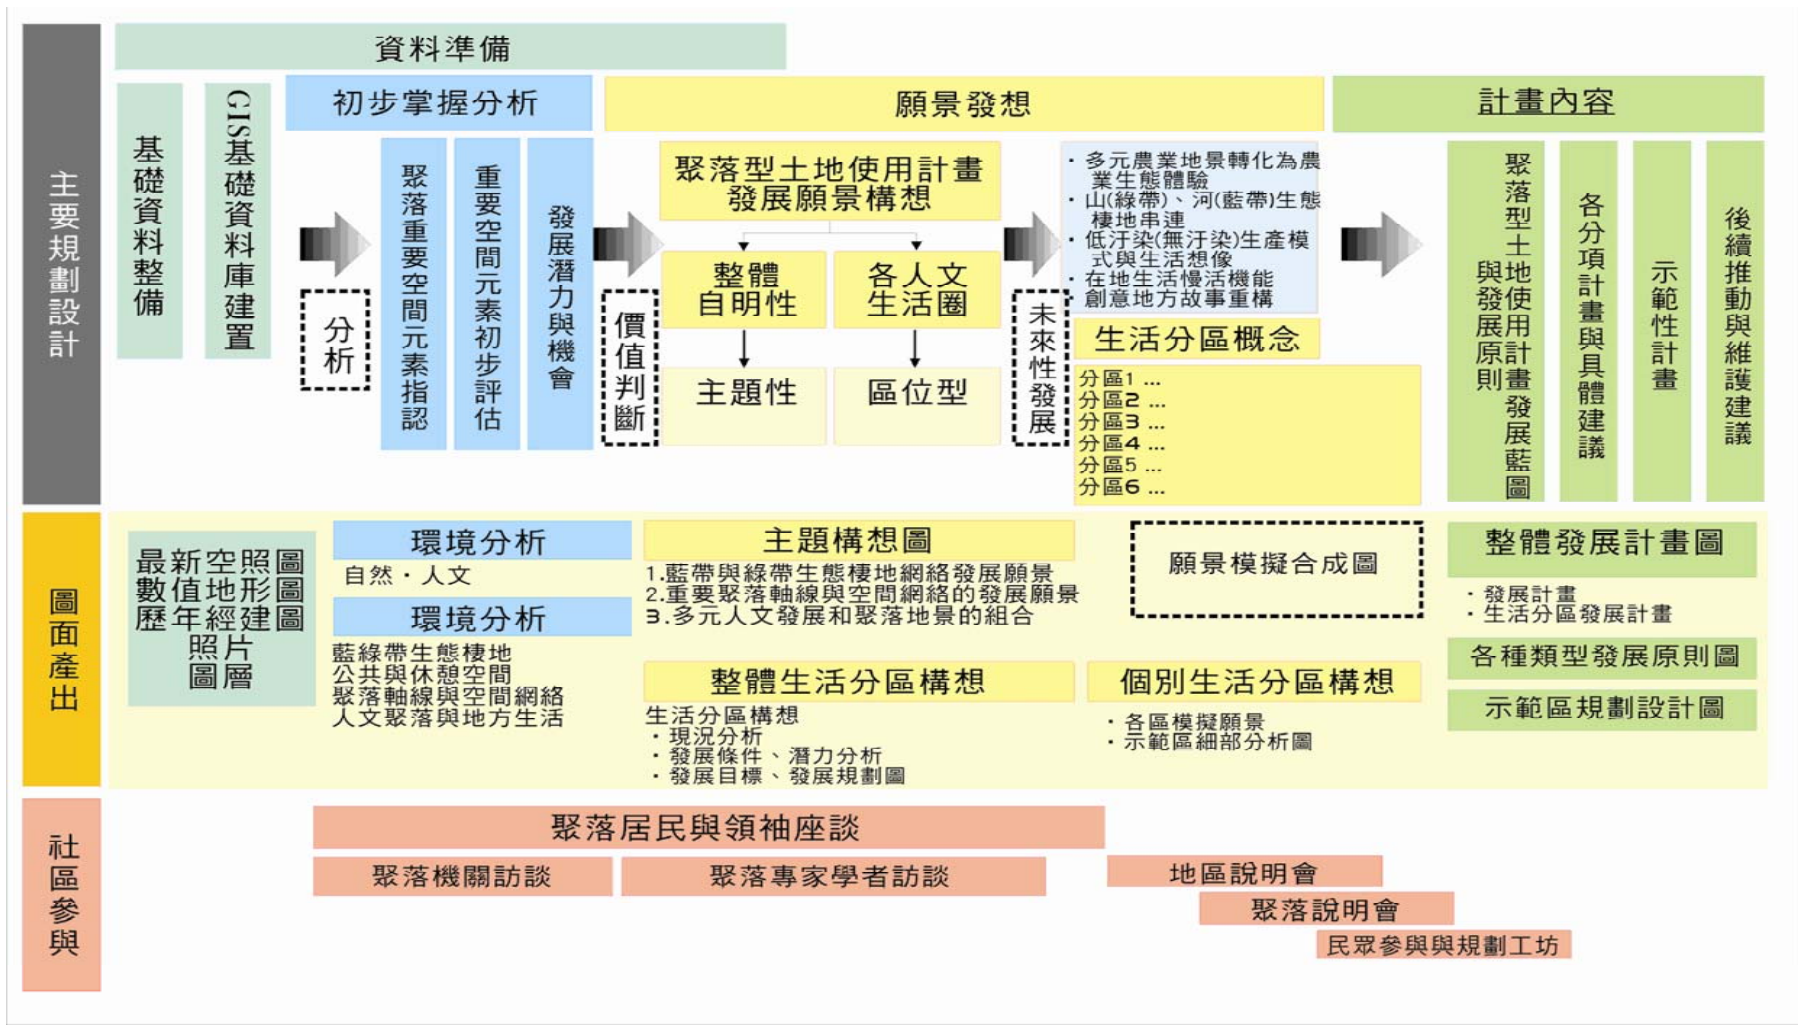 主要規劃設計
資料準備
基礎資料整備
GIS基礎資料庫建置
初步掌握分析
分析
聚落重要空間元素指認
重要空間元素初步評估
發展潛力與機會
價值判斷
願景發想
聚落型土地使用計畫
發展願景構想
整體
自明性
各人文
生活圈
主題性
區位型
未來性發展
・多元農業地景轉化為農
業生態體驗
・山(綠帶)、河(藍帶)生態
棲地串連
・低汙染(無汙染)生產模
式與生活想像
・在地生活慢活機能
・創意地方故事重構
生活分區概念
分區1 ...
分區2 ...
分區3 ...
分區4 ...
分區5 ...
分區6 ...
計畫內容
聚落型土地使用計畫發展藍圖
與發展原則
各分項計畫與具體建議
示範性計畫
後續推動與維護建議
圖面產出
最新空照圖
數值地形圖
歷年經建圖
照片
圖層
環境分析
自然・人文
環境分析
藍綠帶生態棲地
公共與休憩空間
聚落軸線與空間網絡
人文聚落與地方生活
主題構想圖
1.藍帶與綠帶生態棲地網絡發展願景
2.重要聚落軸線與空間網絡的發展願景
3.多元人文發展和聚落地景的組合
整體生活分區構想
生活分區構想
・現況分析
・發展條件、潛力分析
・發展目標、發展規劃圖
願景模擬合成圖
個別生活分區構想
・各區模擬願景
・示範區細部分析圖
整體發展計畫圖
・發展計畫
・生活分區發展計畫
各種類型發展原則圖
示範區規劃設計圖
社區參與
聚落居民與領袖座談
聚落機關訪談
聚落專家學者訪談
地區說明會
聚落說明會
民眾參與與規劃工坊